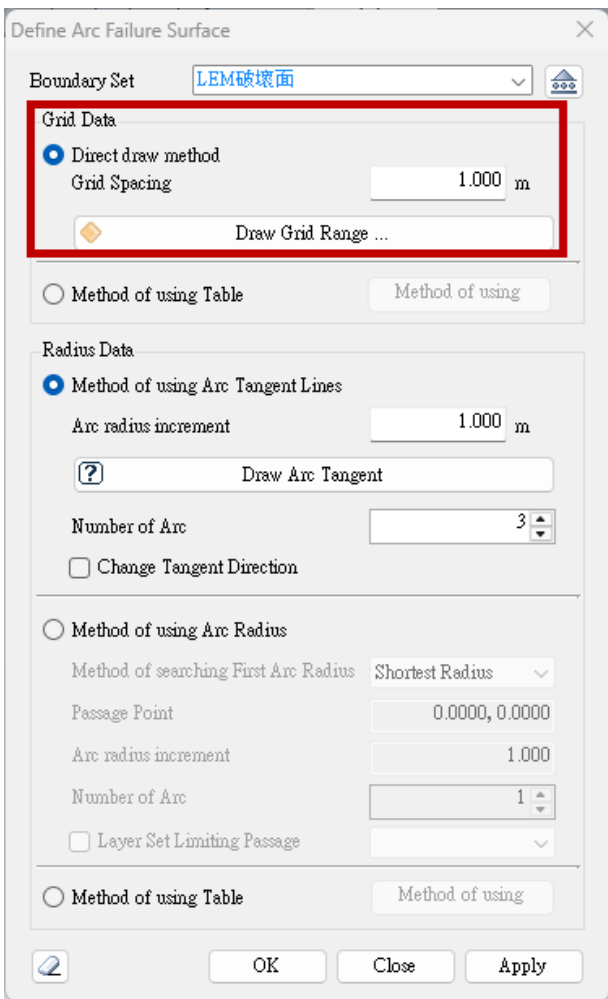 Define Arc Failure Surface
Boundary Set LEM破壞面
Grid Data
Direct draw method
Grid Spacing 1.000 m
Draw Grid Range ...
Method of using Table Method of using
Radius Data
Method of using Arc Tangent Lines
Arc radius increment 1.000 m
Draw Arc Tangent
Number of Arc 3
Change Tangent Direction
Method of using Arc Radius
Method of searching First Arc Radius Shortest Radius
Passage Point 0.0000, 0.0000
Arc radius increment 1.000
Number of Arc 1
Layer Set Limiting Passage
Method of using Table Method of using
OK Close Apply